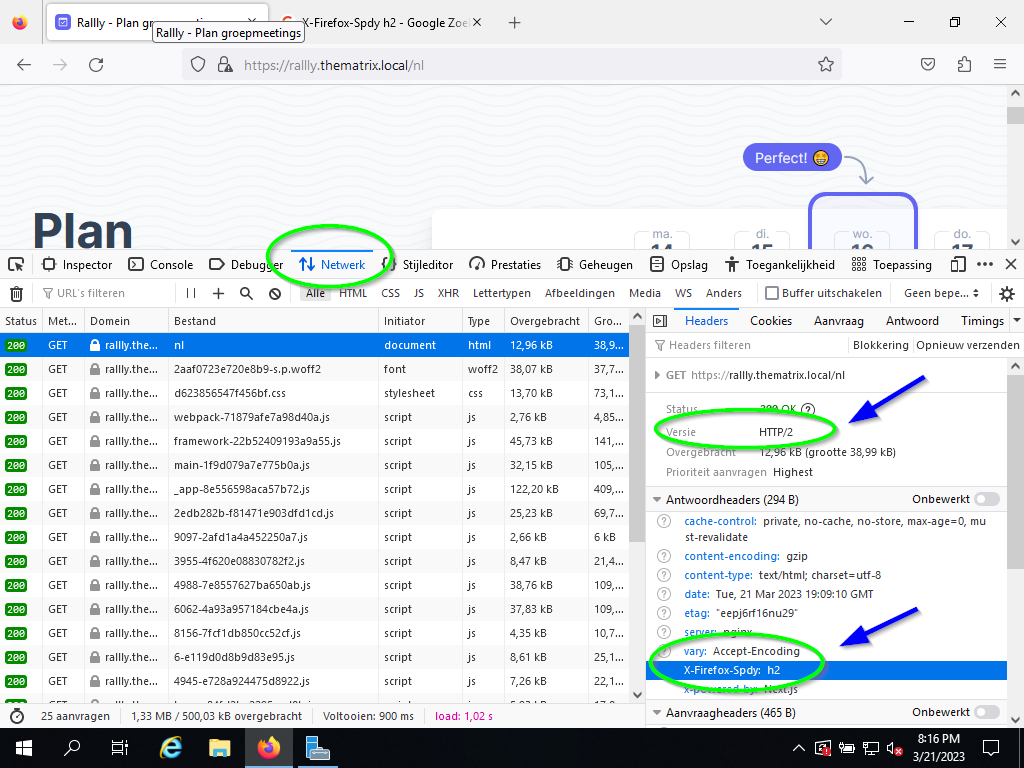 Rallly - Plan groepmeetings
X-Firefox-Spdy h2 - Google Zoe
Rallly - Plan groepmeetings
https://rallly.thematrix.local/nl
Perfect!
Plan
ma. di. wo. do.
14 15 16 17
Inspector Console Debugger Netwerk Stijleditor Prestaties Geheugen Opslag Toegankelijkheid Toepassing
URL's filteren Alle HTML CSS JS XHR Lettertypen Afbeeldingen Media WS Anders Buffer uitschakelen Geen bepe...
Status Met... Domein Bestand Initiator Type Overgebracht Gro...
200 GET rallly.the... nl document html 12,96 kB 38,9...
200 GET rallly.the... 2aaf0723e720e8b9-s.p.woff2 font woff2 38,07 kB 37,7...
200 GET rallly.the... d623856547f456bf.css stylesheet css 13,70 kB 73,1...
200 GET rallly.the... webpack-71879afe7a98d40a.js script js 2,76 kB 4,85...
200 GET rallly.the... framework-22b52409193a9a55.js script js 45,73 kB 141,...
200 GET rallly.the... main-1f9d079a7e775b0a.js script js 32,15 kB 105,...
200 GET rallly.the... _app-8e556598aca57b72.js script js 122,20 kB 409,...
200 GET rallly.the... 2edb282b-f81471e903dfd1cd.js script js 25,23 kB 69,7...
200 GET rallly.the... 9097-2afd1a4a452250a7.js script js 2,66 kB 6 kB
200 GET rallly.the... 3955-4f620e08830782f2.js script js 8,47 kB 21,4...
200 GET rallly.the... 4988-7e8557627ba650ab.js script js 38,76 kB 109,...
200 GET rallly.the... 6062-4a93a957184cbe4a.js script js 37,83 kB 109,...
200 GET rallly.the... 8156-7fcf1db850cc52cf.js script js 4,35 kB 10,7...
200 GET rallly.the... 6-e119d0d8b9d83e95.js script js 8,61 kB 25,1...
200 GET rallly.the... 4945-e728a924475d8922.js script js 7,26 kB 22,1...
25 aanvragen 1,33 MB / 500,03 kB overgebracht Voltooien: 900 ms load: 1,02 s
Headers Cookies Aanvraag Antwoord Timings
Headers filteren Blokkering Opnieuw verzenden
GET https://rallly.thematrix.local/nl
Status 200 OK
Versie HTTP/2
Overgebracht 12,96 kB (grootte 38,99 kB)
Prioriteit aanvragen Highest
Antwoordheaders (294 B) Onbewerkt
cache-control: private, no-cache, no-store, max-age=0, mu
st-revalidate
content-encoding: gzip
content-type: text/html; charset=utf-8
date: Tue, 21 Mar 2023 19:09:10 GMT
etag: "eepj6rf16nu29"
server: nginx
vary: Accept-Encoding
X-Firefox-Spdy: h2
x-powered-by: Next.js
Aanvraagheaders (465 B) Onbewerkt
8:16 PM
3/21/2023